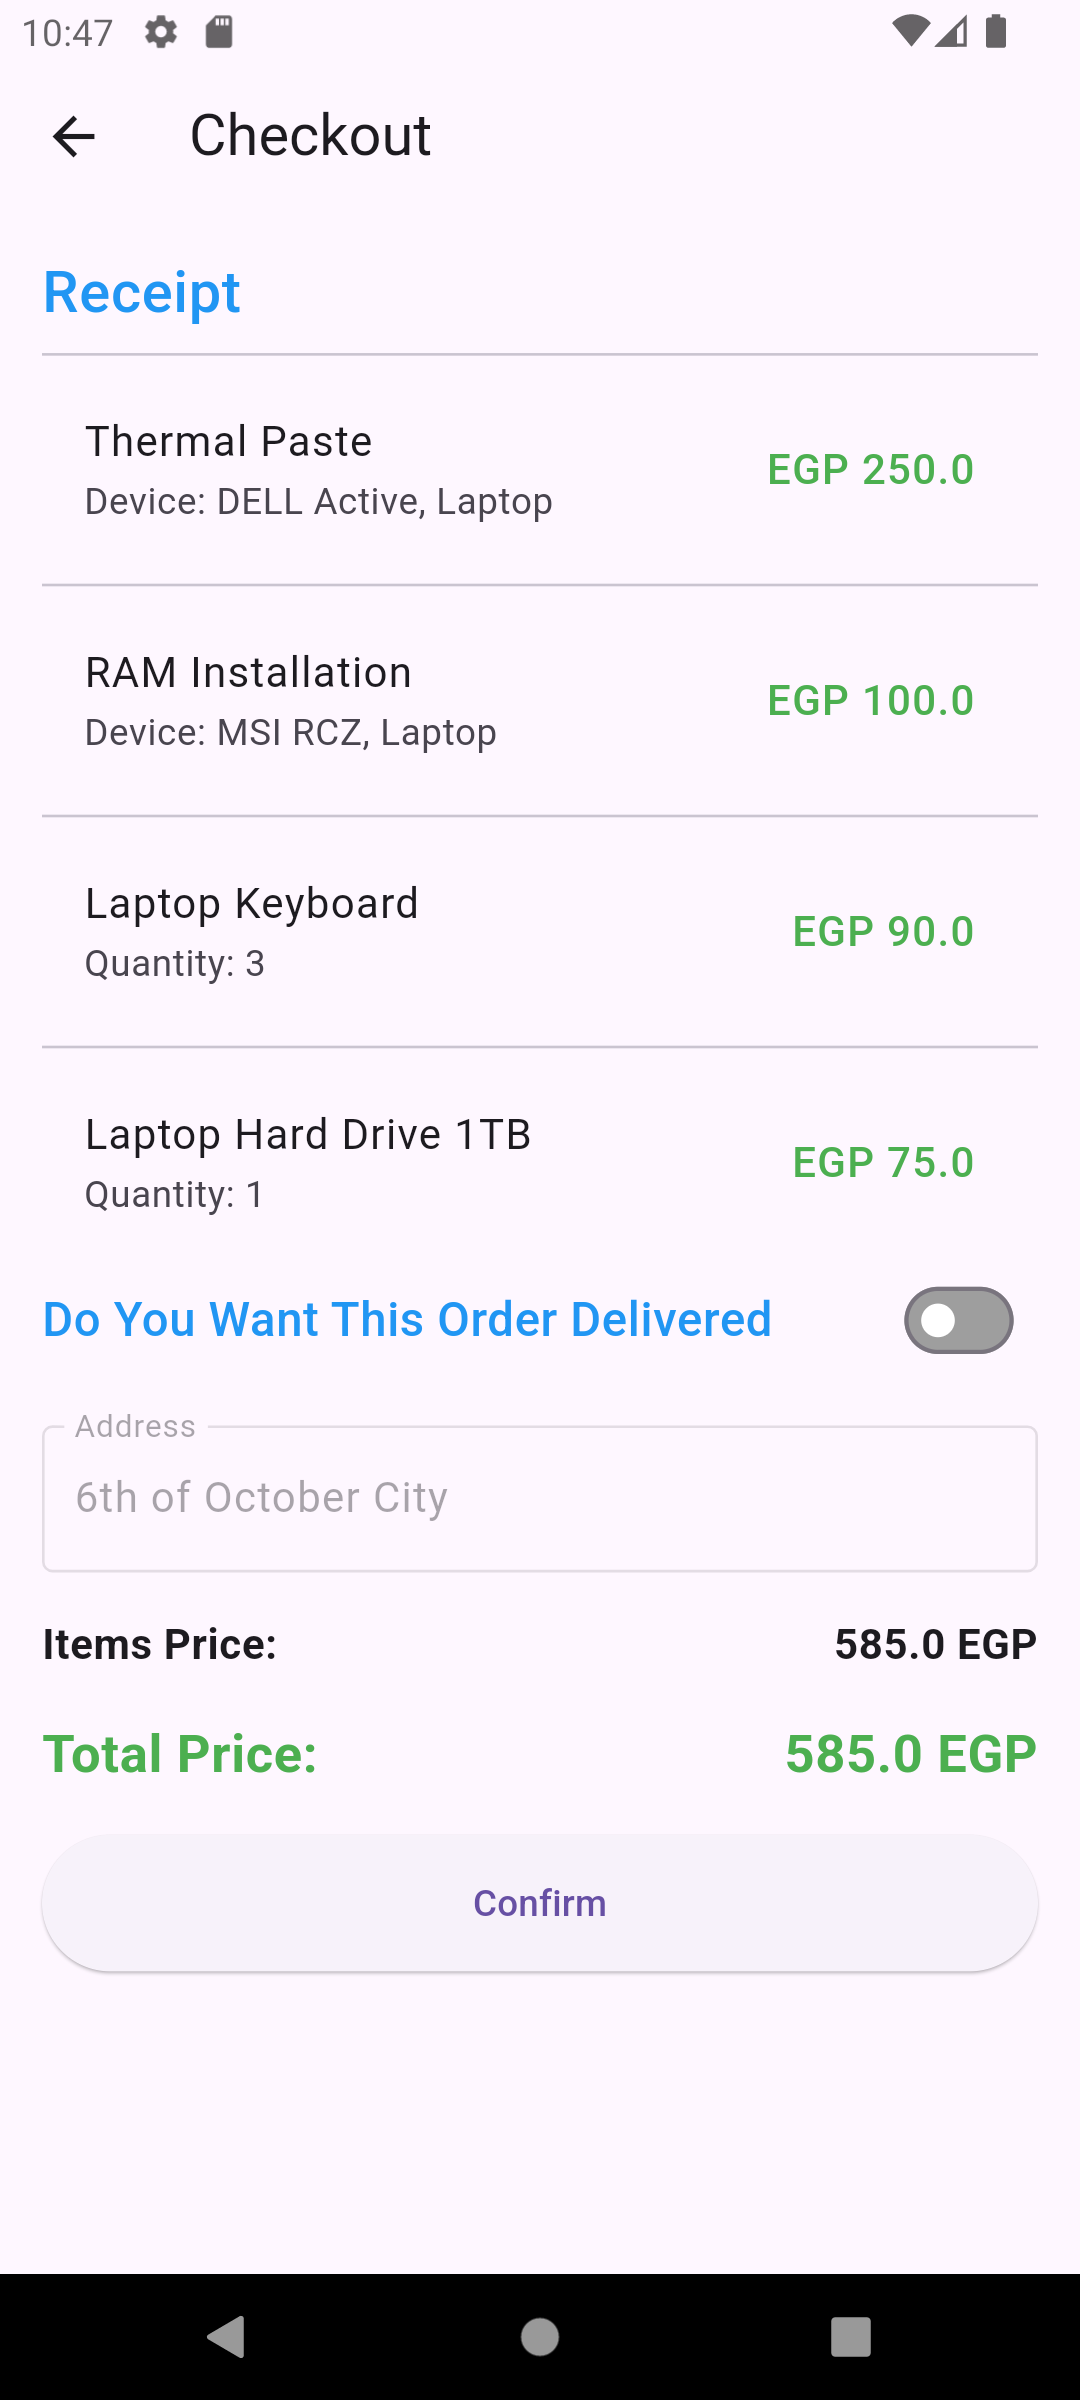 10:47
Checkout
Receipt
Thermal Paste
Device: DELL Active, Laptop
EGP 250.0
RAM Installation
Device: MSI RCZ, Laptop
EGP 100.0
Laptop Keyboard
Quantity: 3
EGP 90.0
Laptop Hard Drive 1TB
Quantity: 1
EGP 75.0
Do You Want This Order Delivered
Address
6th of October City
Items Price: 585.0 EGP
Total Price: 585.0 EGP
Confirm